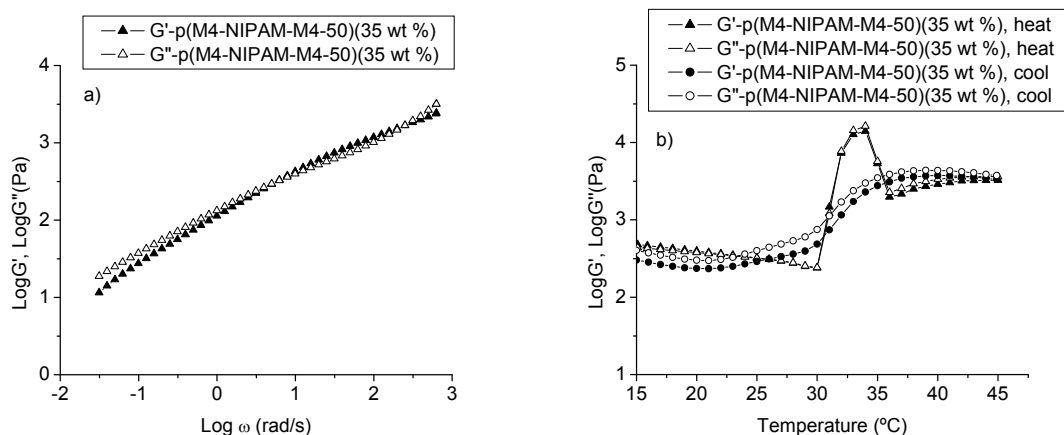 G'-p(M4-NIPAM-M4-50)(35 wt %)
G"-p(M4-NIPAM-M4-50)(35 wt %)
a)
4
3
2
1
0
-2
-1
0
1
2
3
LogG', LogG"(Pa)
Log ω (rad/s)
G'-p(M4-NIPAM-M4-50)(35 wt %), heat
G"-p(M4-NIPAM-M4-50)(35 wt %), heat
G'-p(M4-NIPAM-M4-50)(35 wt %), cool
G"-p(M4-NIPAM-M4-50)(35 wt %), cool
b)
5
4
3
2
1
15
20
25
30
35
40
45
LogG', LogG"(Pa)
Temperature (ºC)